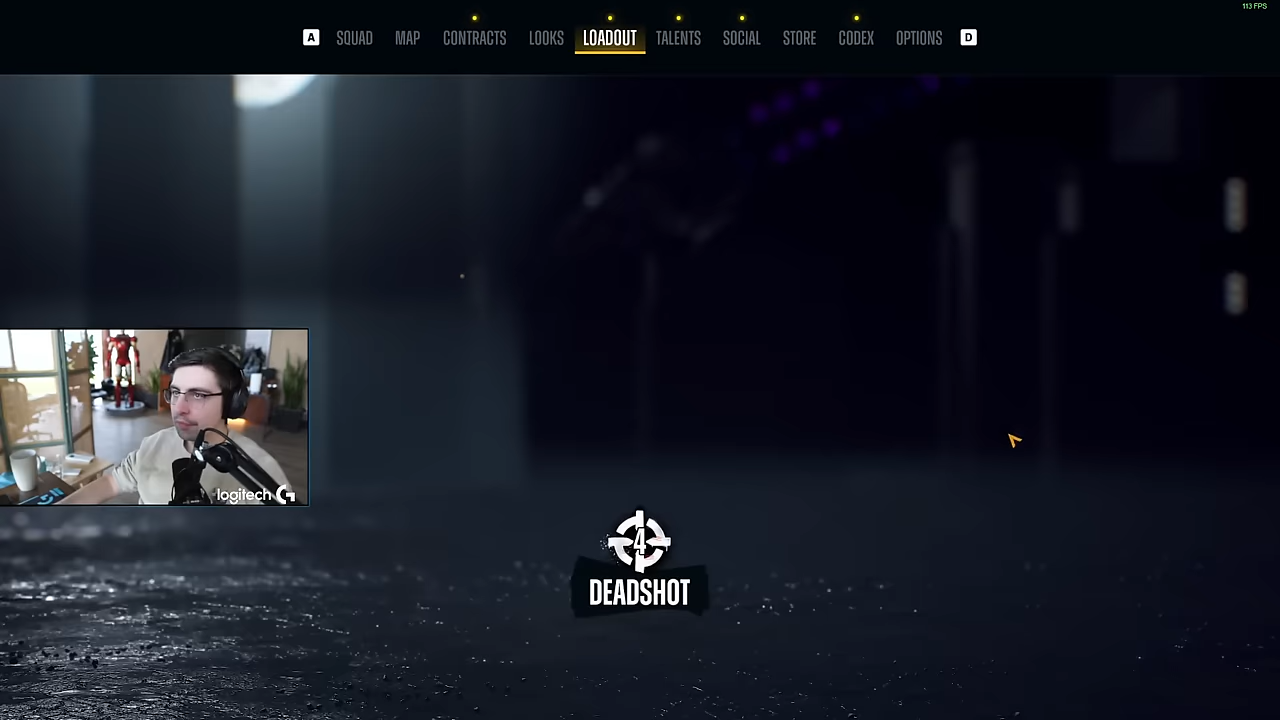 113 FPS
A SQUAD MAP CONTRACTS LOOKS LOADOUT TALENTS SOCIAL STORE CODEX OPTIONS D
logitech G
4
DEADSHOT